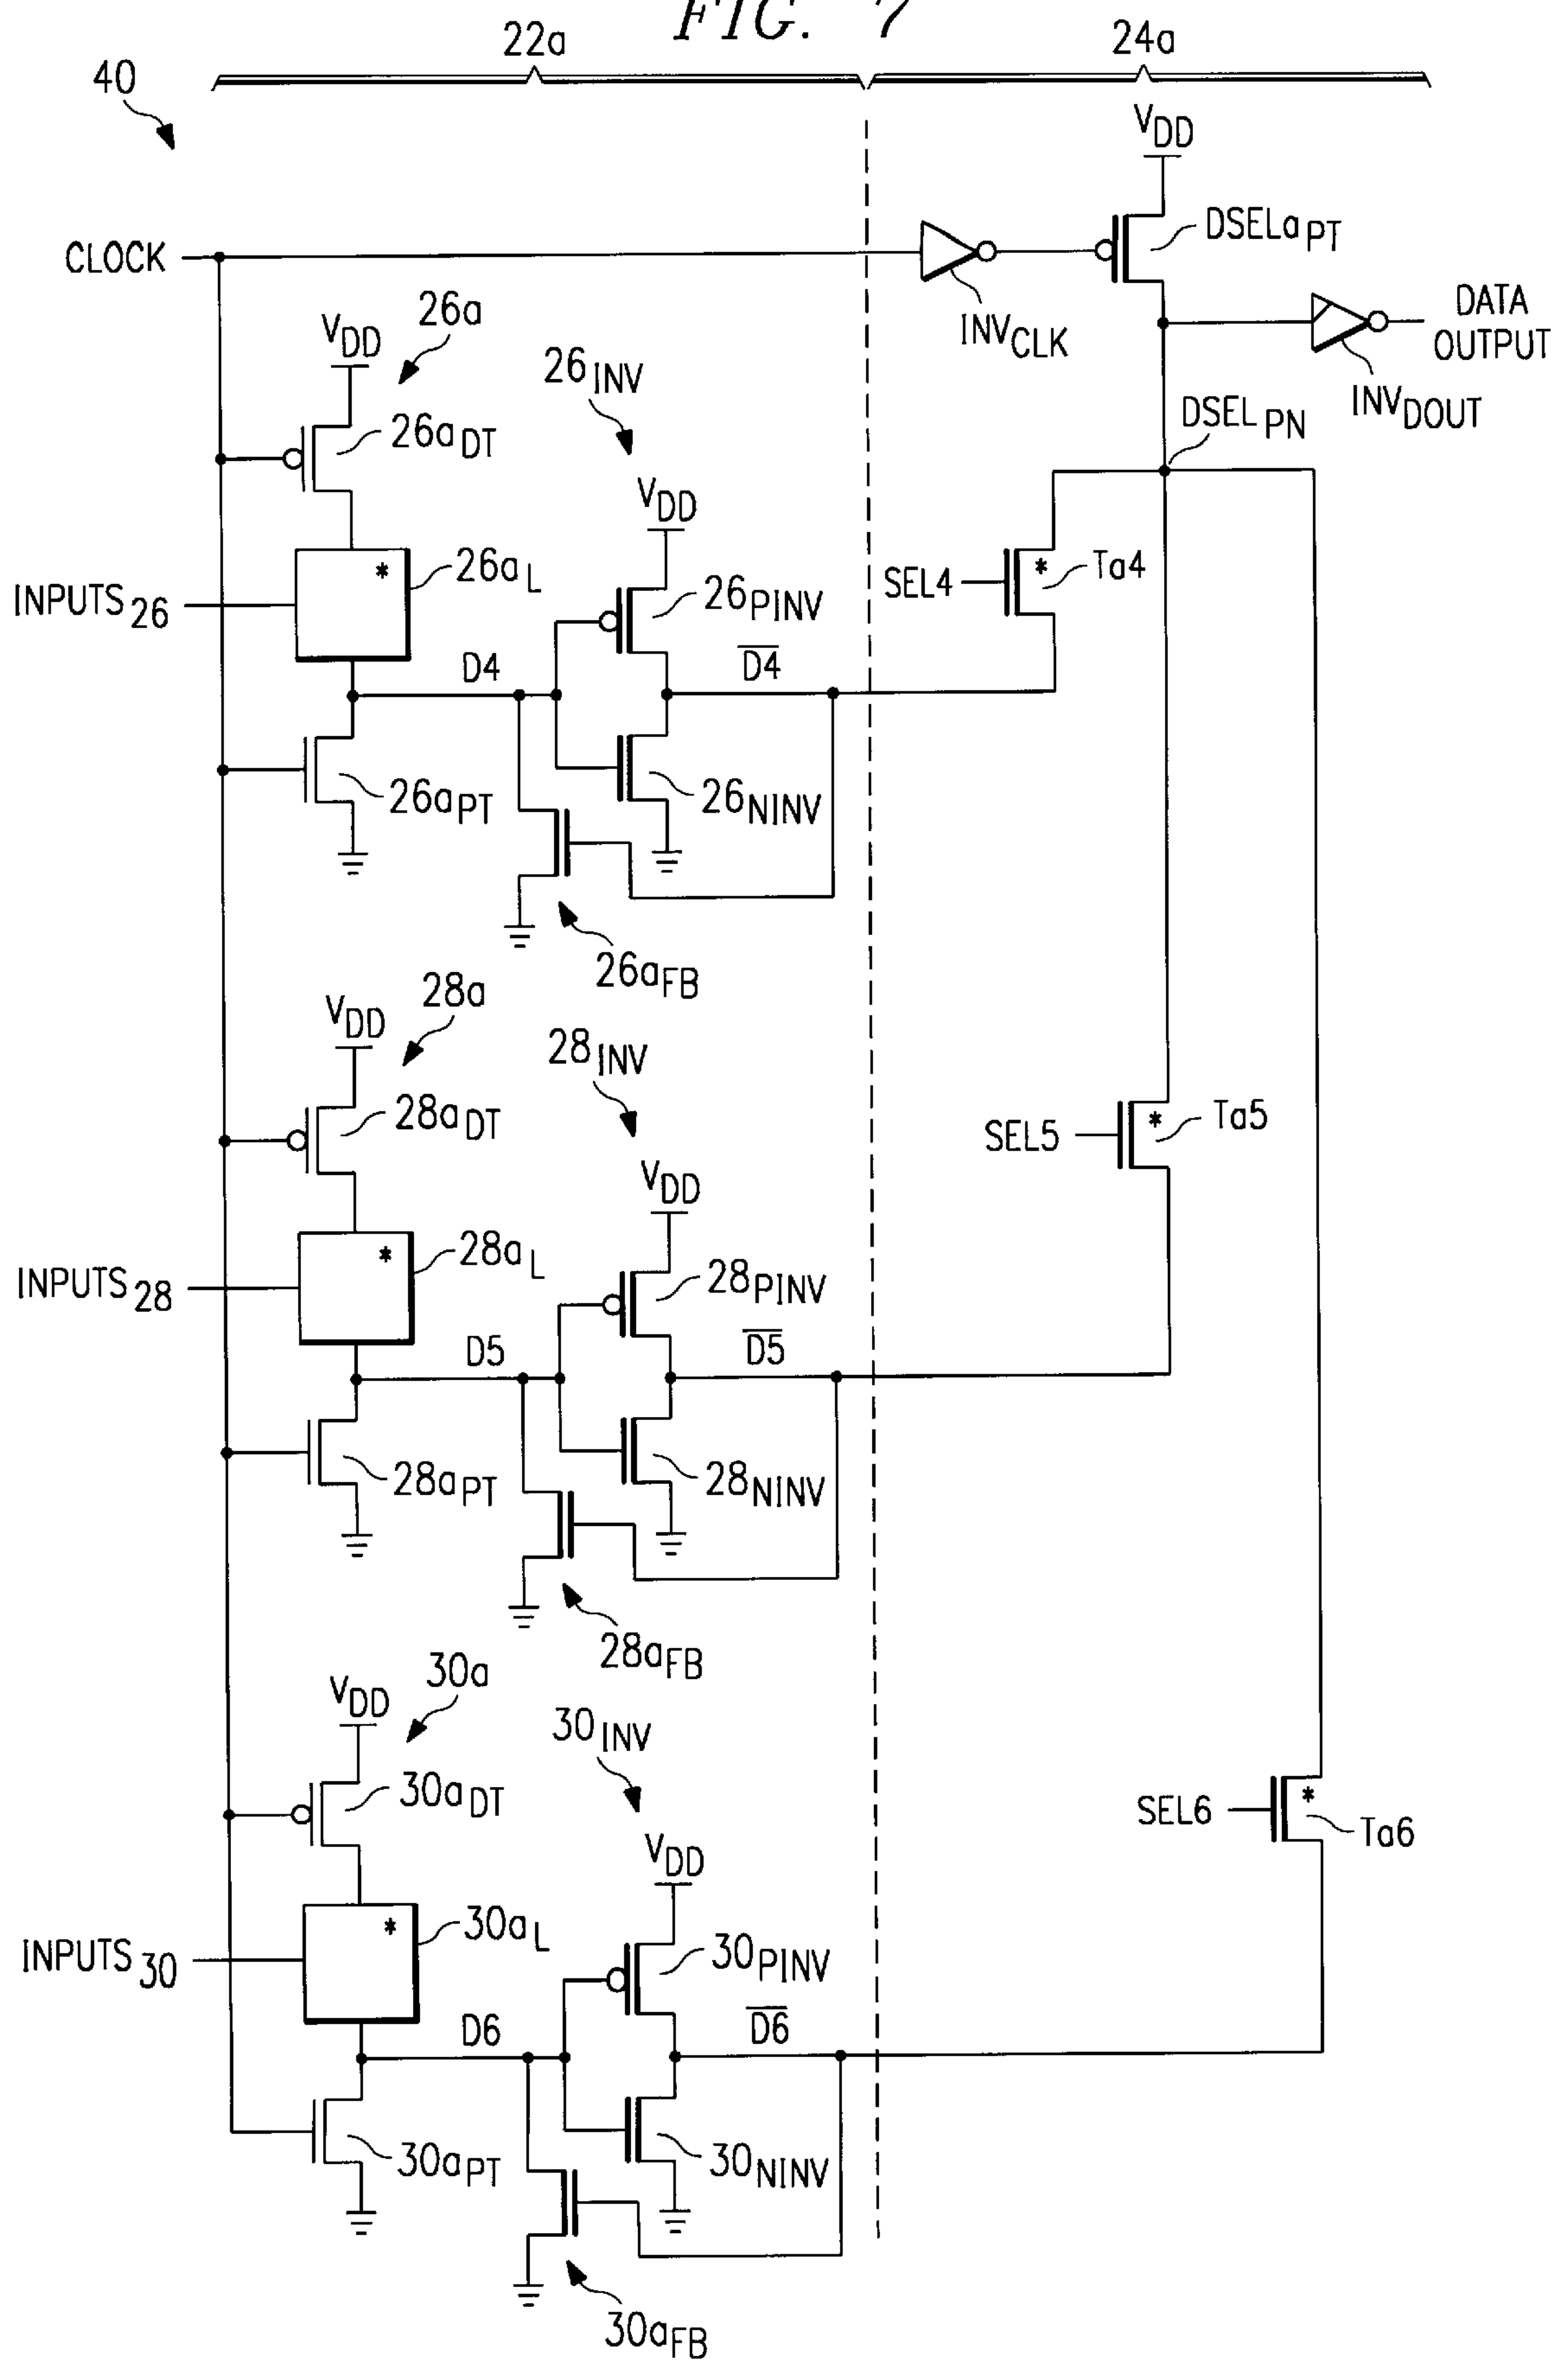 FIG. 7
22a
24a
40
VDD
DSELaPT
CLOCK
INVCLK
DATA
OUTPUT
INVDOUT
26a
VDD
26INV
DSELPN
26aDT
VDD
26aL
*
INPUTS26
26PINV
SEL4
*
Ta4
D4
D4
26aPT
26NINV
26aFB
28a
VDD
28INV
28aDT
SEL5
*
Ta5
VDD
28aL
*
INPUTS28
28PINV
D5
D5
28aPT
28NINV
28aFB
30a
VDD
30INV
30aDT
SEL6
*
Ta6
VDD
30aL
*
INPUTS30
30PINV
D6
D6
30aPT
30NINV
30aFB